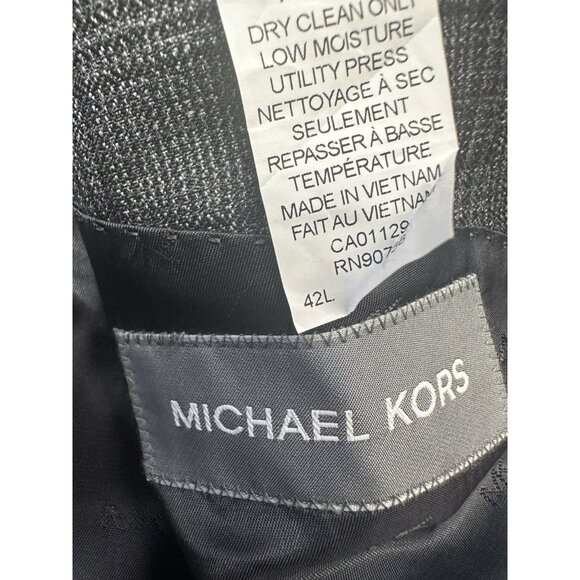 DRY CLEAN ONLY
LOW MOISTURE
UTILITY PRESS
NETTOYAGE À SEC
SEULEMENT
REPASSER À BASSE
TEMPÉRATURE
MADE IN VIETNAM
FAIT AU VIETNAM
CA01129
42L
MICHAEL KORS